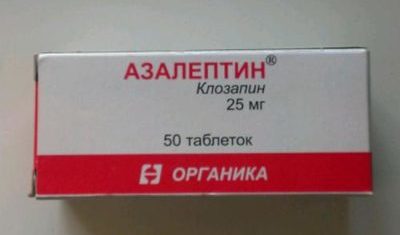 АЗАЛЕПТИН®
Клозапин
25 мг
50 таблеток
ОРГАНИКА